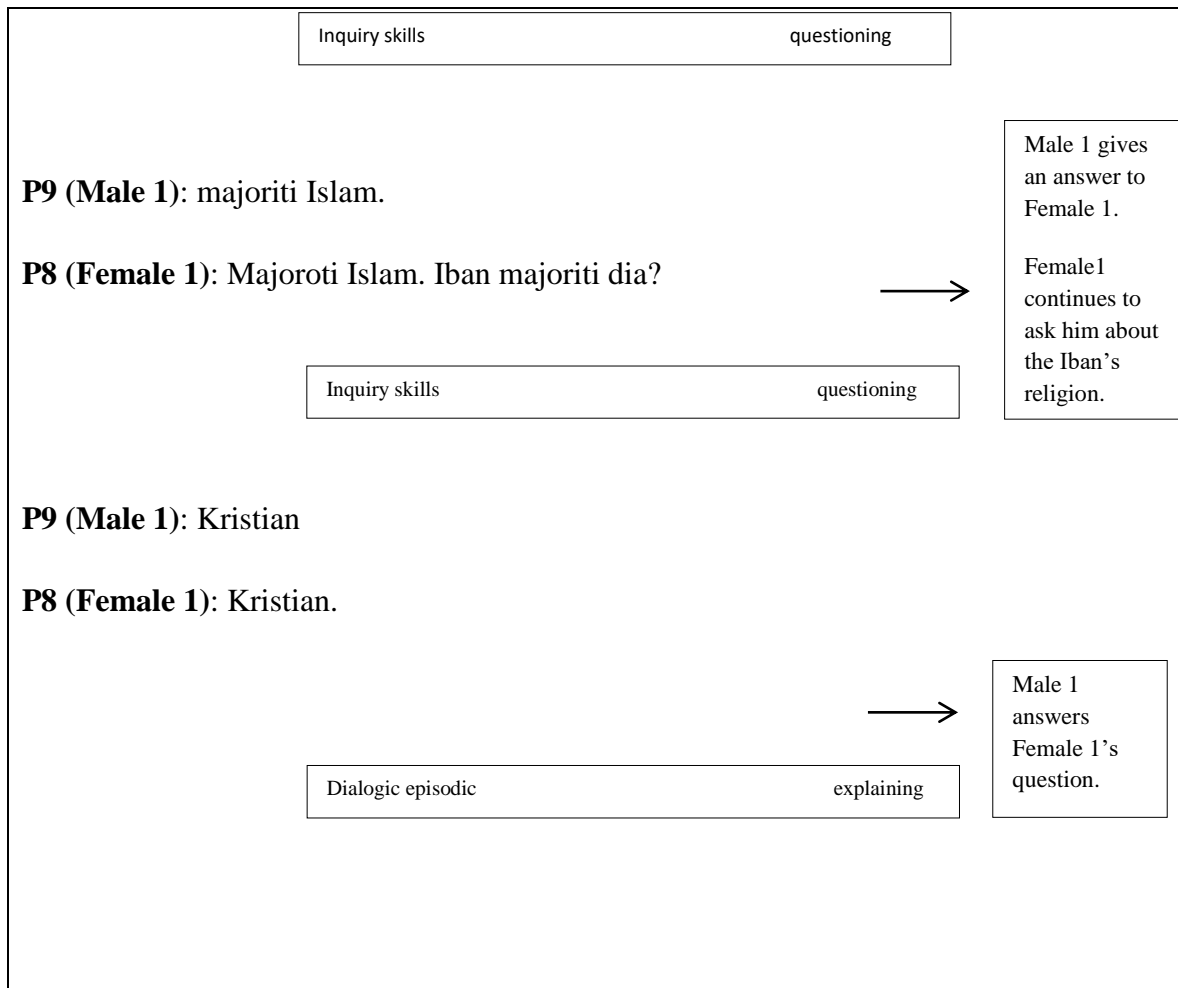 Inquiry skills questioning
P9 (Male 1): majoriti Islam.
P8 (Female 1): Majoroti Islam. Iban majoriti dia?
Male 1 gives
an answer to
Female 1.
Female1
continues to
ask him about
the Iban's
religion.
Inquiry skills questioning
P9 (Male 1): Kristian
P8 (Female 1): Kristian.
Male 1
answers
Female 1's
question.
Dialogic episodic explaining